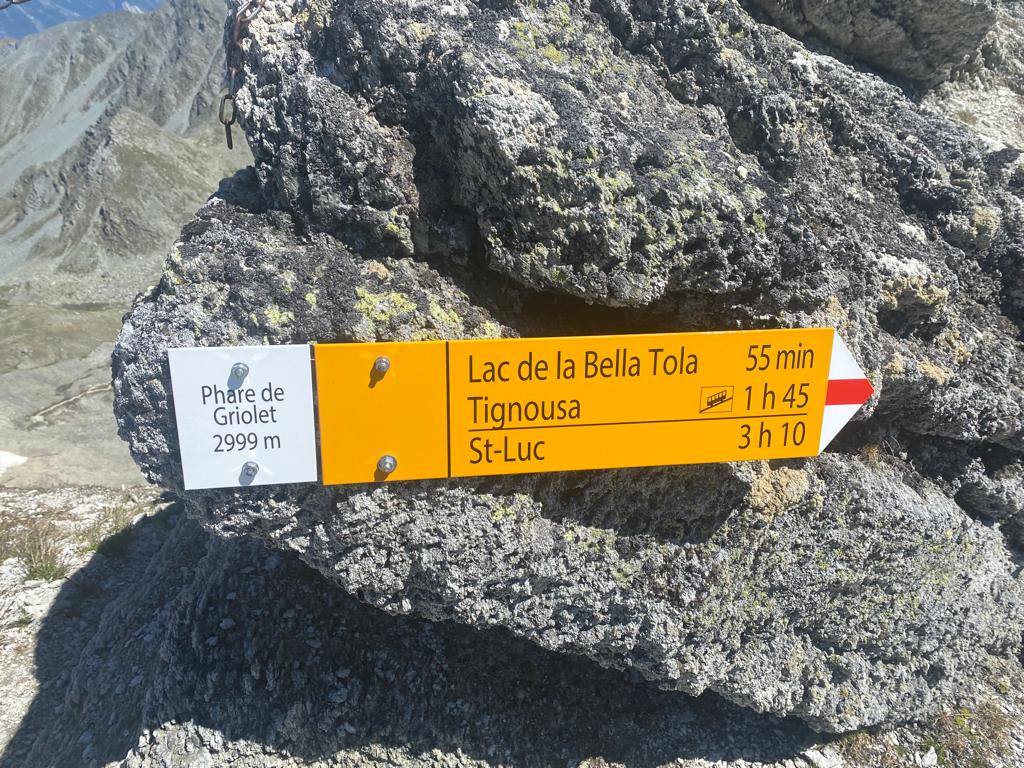 Phare de
Griolet
2999 m
Lac de la Bella Tola 55 min
Tignousa 1 h 45
St-Luc 3 h 10